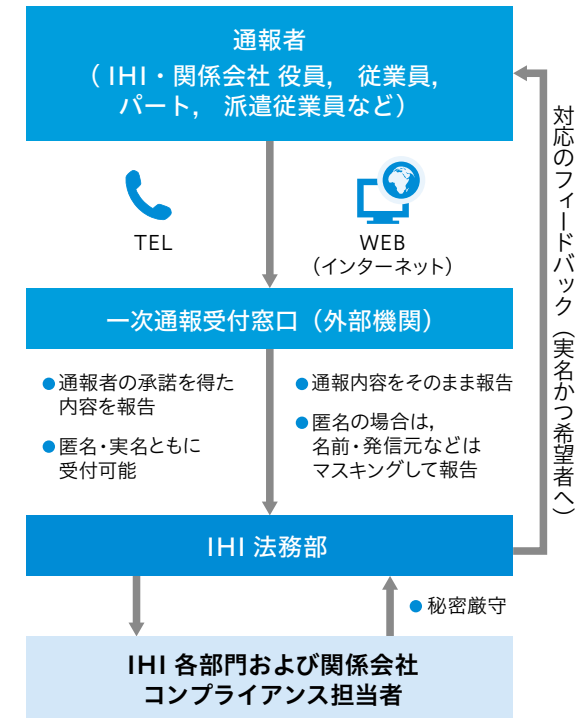 通報者
（ IHI・関係会社 役員， 従業員，
パート， 派遣従業員など）
TEL
WEB
（インターネット）
一次通報受付窓口（外部機関）
●通報者の承諾を得た
内容を報告
●匿名・実名ともに
受付可能
●通報内容をそのまま報告
●匿名の場合は，
名前・発信元などは
マスキングして報告
IHI 法務部
●秘密厳守
IHI 各部門および関係会社
コンプライアンス担当者
対応のフィードバック（実名かつ希望者へ）